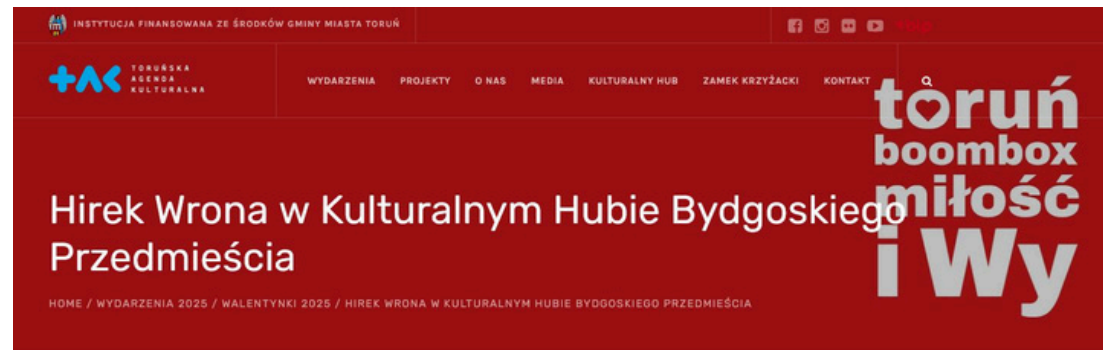 INSTYTUCJA FINANSOWANA ZE ŚRODKÓW GMINY MIASTA TORUŃ
TORUŃSKA
AGENDA
KULTURALNA
WYDARZENIA PROJEKTY O NAS MEDIA KULTURALNY HUB ZAMEK KRZYŻACKI KONTAKT
toruń
boombox
miłość
i Wy
Hirek Wrona w Kulturalnym Hubie Bydgoskiego
Przedmieścia
HOME / WYDARZENIA 2025 / WALENTYNKI 2025 / HIREK WRONA W KULTURALNYM HUBIE BYDGOSKIEGO PRZEDMIEŚCIA